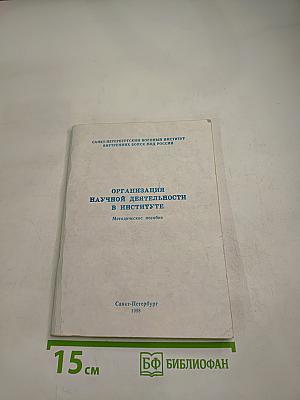 САНКТ-ПЕТЕРБУРГСКИЙ ВОЕННЫЙ ИНСТИТУТ
ВНУТРЕННИХ ВОЙСК МВД РОССИИ
ОРГАНИЗАЦИЯ
НАУЧНОЙ ДЕЯТЕЛЬНОСТИ
В ИНСТИТУТЕ
Методическое пособие
Санкт-Петербург
1998
15 см
БФ БИБЛИОФАН